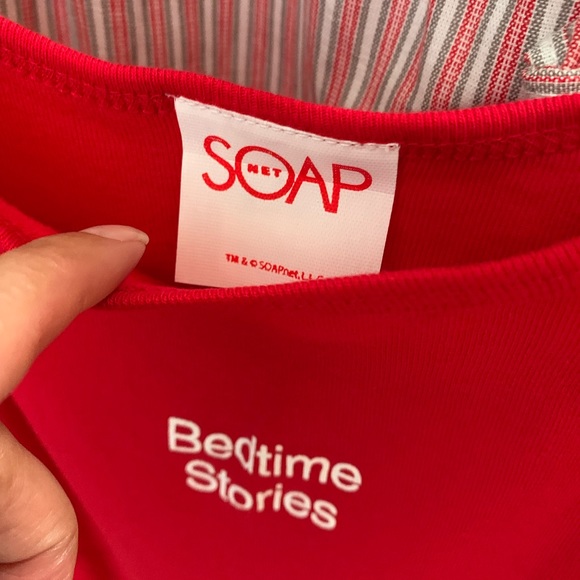 SOAP
NET
TM & © SOAPnet, L.L.
Bedtime
Stories